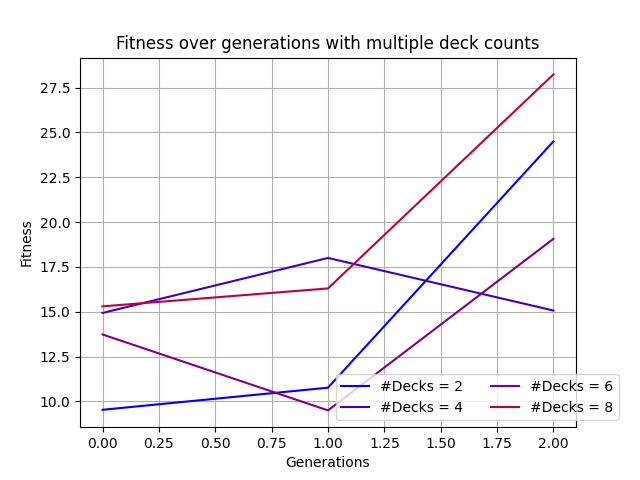 Fitness over generations with multiple deck counts
27.5
25.0
22.5
20.0
17.5
15.0
12.5
10.0
Fitness
#Decks = 2
#Decks = 4
#Decks = 6
#Decks = 8
0.00 0.25 0.50 0.75 1.00 1.25 1.50 1.75 2.00
Generations